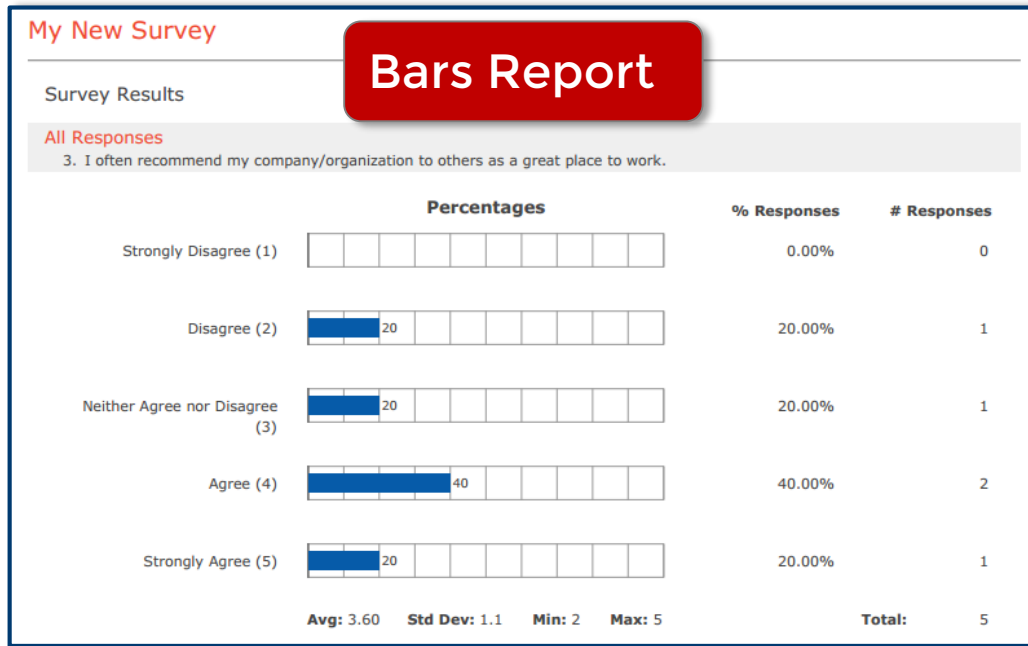 My New Survey
Bars Report
Survey Results
All Responses
3. I often recommend my company/organization to others as a great place to work.
Percentages % Responses # Responses
Strongly Disagree (1) 0.00% 0
Disagree (2) 20 20.00% 1
Neither Agree nor Disagree
(3) 20 20.00% 1
Agree (4) 40 40.00% 2
Strongly Agree (5) 20 20.00% 1
Avg: 3.60 Std Dev: 1.1 Min: 2 Max: 5 Total: 5